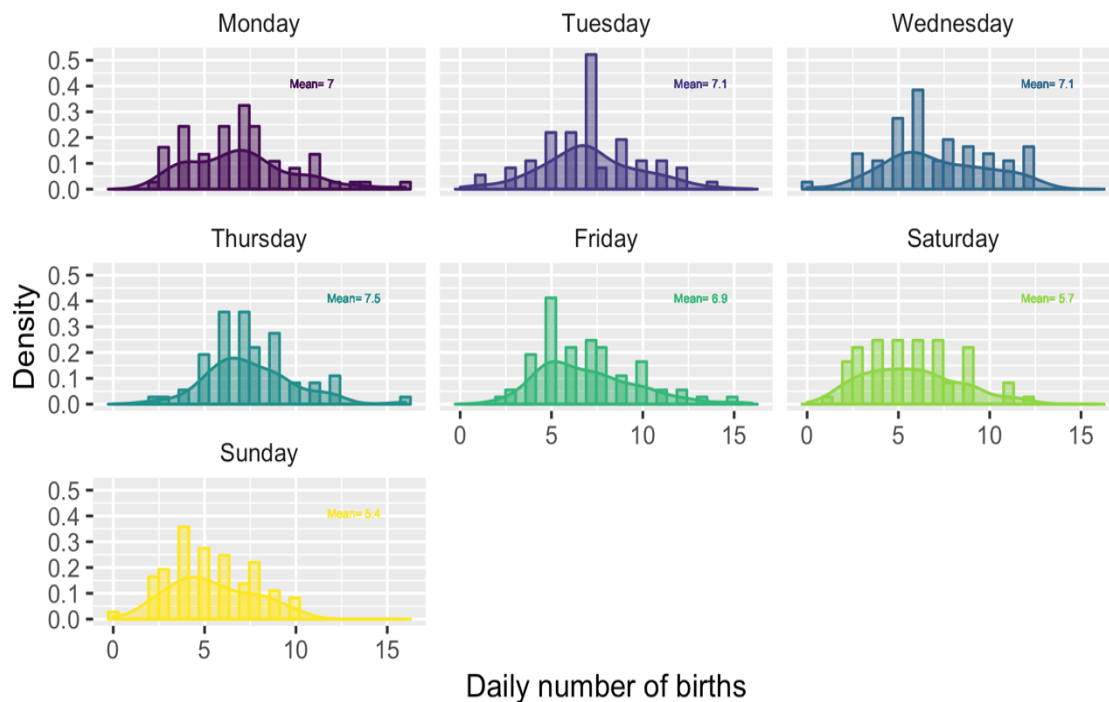 Monday
Tuesday
Wednesday
0.5
0.4
0.3
0.2
0.1
0.0
Mean= 7
Mean= 7.1
Mean= 7.1
Thursday
Friday
Saturday
Density
0.5
0.4
0.3
0.2
0.1
0.0
Mean= 7.5
Mean= 6.9
Mean= 5.7
0 5 10 15
0 5 10 15
Sunday
0.5
0.4
0.3
0.2
0.1
0.0
Mean= 5.4
0 5 10 15
Daily number of births